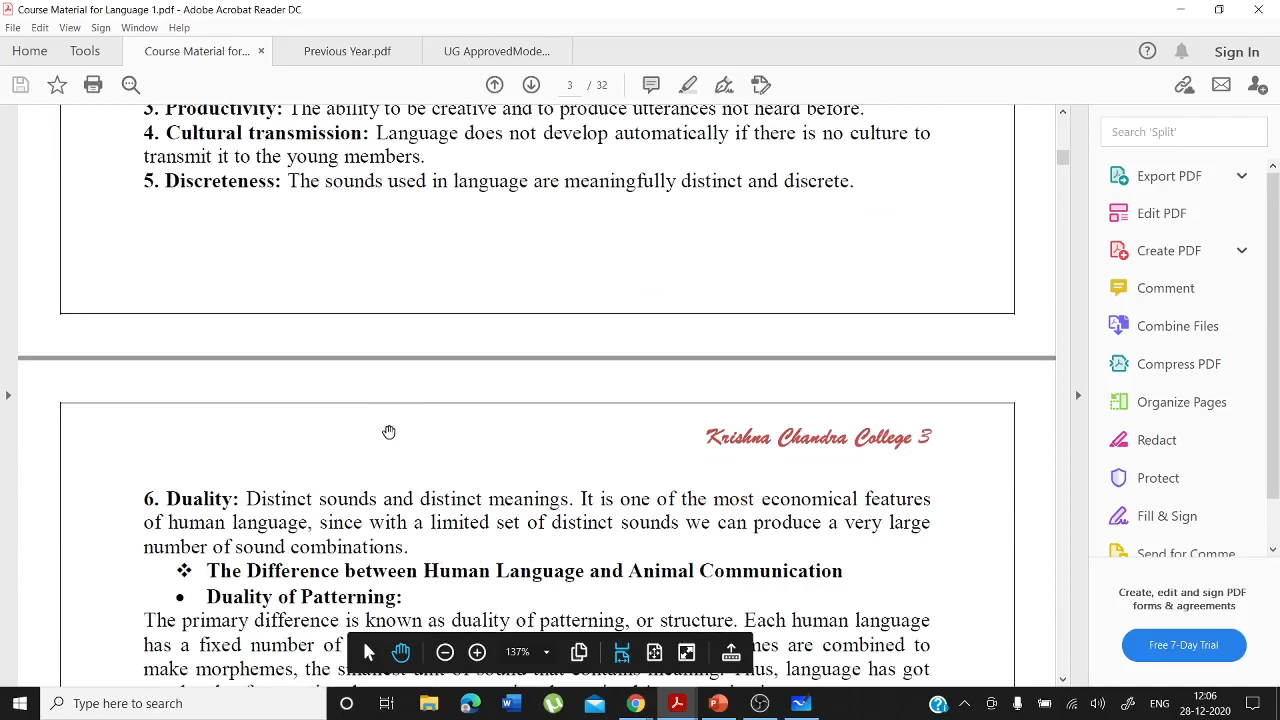 Course Material for Language 1.pdf - Adobe Acrobat Reader DC
File Edit View Sign Window Help
Home Tools Course Material for... × Previous Year.pdf UG ApprovedMode... Sign In
3 / 32
3. Productivity: The ability to be creative and to produce utterances not heard before.
4. Cultural transmission: Language does not develop automatically if there is no culture to
transmit it to the young members.
5. Discreteness: The sounds used in language are meaningfully distinct and discrete.
Krishna Chandra College 3
6. Duality: Distinct sounds and distinct meanings. It is one of the most economical features
of human language, since with a limited set of distinct sounds we can produce a very large
number of sound combinations.
❖ The Difference between Human Language and Animal Communication
• Duality of Patterning:
The primary difference is known as duality of patterning, or structure. Each human language
has a fixed number of
are combined to
make morphemes, the
language has got
137%
Search 'Split'
Export PDF
Edit PDF
Create PDF
Comment
Combine Files
Compress PDF
Organize Pages
Redact
Protect
Fill & Sign
Send for Comme
Create, edit and sign PDF
forms & agreements
Free 7-Day Trial
Type here to search
ENG
12:06
28-12-2020